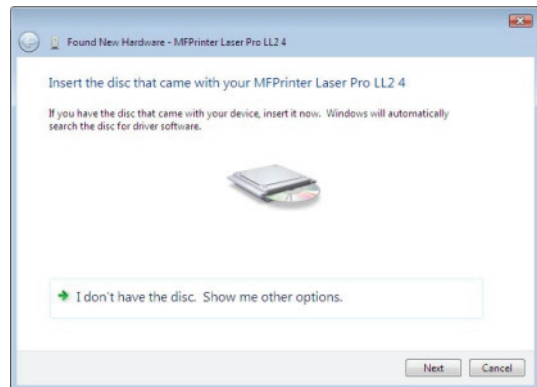 Found New Hardware - MFPrinter Laser Pro LL2 4
Insert the disc that came with your MFPrinter Laser Pro LL2 4
If you have the disc that came with your device, insert it now. Windows will automatically
search the disc for driver software.
I don't have the disc. Show me other options.
Next Cancel